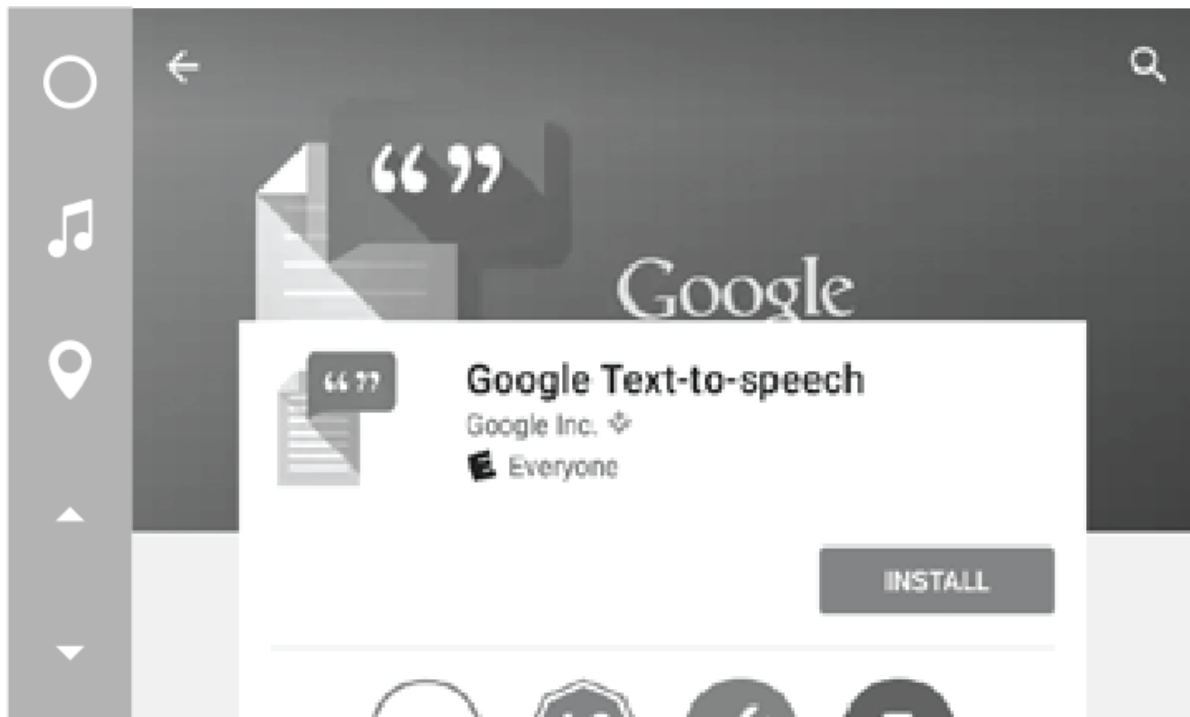 “ ”
Google
“ ”
Google Text-to-speech
Google Inc.
E Everyone
INSTALL